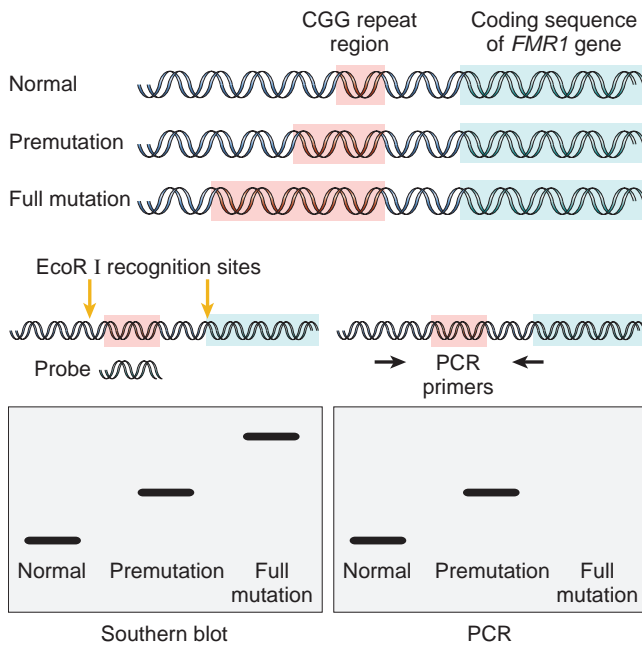 CGG repeat
region
Coding sequence
of FMR1 gene
Normal
Premutation
Full mutation
EcoR I recognition sites
Probe
PCR
primers
Normal
Premutation
Full
mutation
Southern blot
Normal
Premutation
Full
mutation
PCR